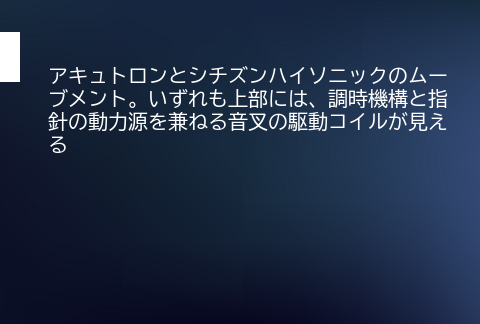 アキュトロンとシチズンハイソニックのムー
ブメント。いずれも上部には、調時機構と指
針の動力源を兼ねる音叉の駆動コイルが見え
る